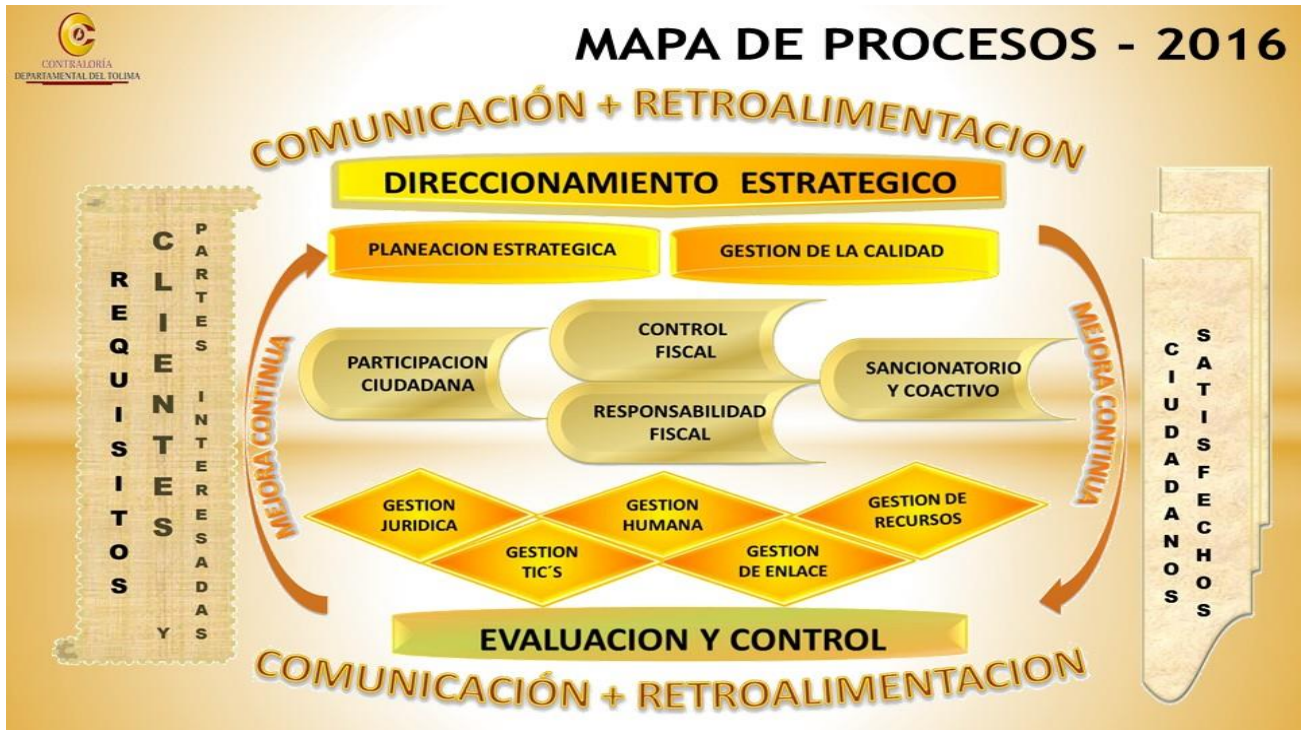 CONTRALORÍA
DEPARTAMENTAL DEL TOLIMA
MAPA DE PROCESOS - 2016
COMUNICACIÓN + RETROALIMENTACION
DIRECCIONAMIENTO ESTRATEGICO
PLANEACION ESTRATEGICA
GESTION DE LA CALIDAD
REQUISITOS
CLIENTES Y
PARTES INTERESADAS
MEJORA CONTINUA
PARTICIPACION
CIUDADANA
CONTROL
FISCAL
RESPONSABILIDAD
FISCAL
SANCIONATORIO
Y COACTIVO
MEJORA CONTINUA
CIUDADANOS
SATISFECHOS
GESTION
JURIDICA
GESTION
HUMANA
GESTION DE
RECURSOS
GESTION
TIC´S
GESTION
DE ENLACE
EVALUACION Y CONTROL
COMUNICACIÓN + RETROALIMENTACION